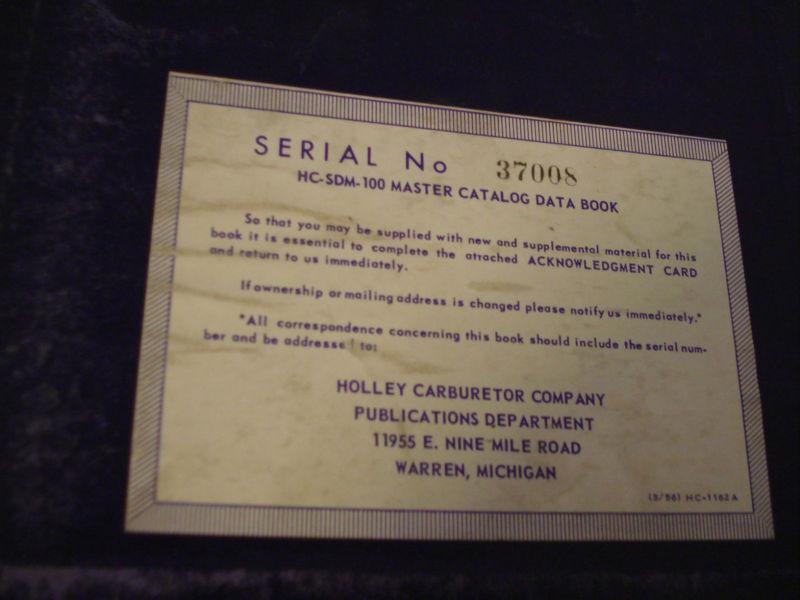 SERIAL No 37008
HC-SDM-100 MASTER CATALOG DATA BOOK
So that you may be supplied with new and supplemental material for this
book it is essential to complete the attached ACKNOWLEDGMENT CARD
and return to us immediately.
If ownership or mailing address is changed please notify us immediately.*
*All correspondence concerning this book should include the serial num-
ber and be addressed to:
HOLLEY CARBURETOR COMPANY
PUBLICATIONS DEPARTMENT
11955 E. NINE MILE ROAD
WARREN, MICHIGAN
(3/56) HC-1162A